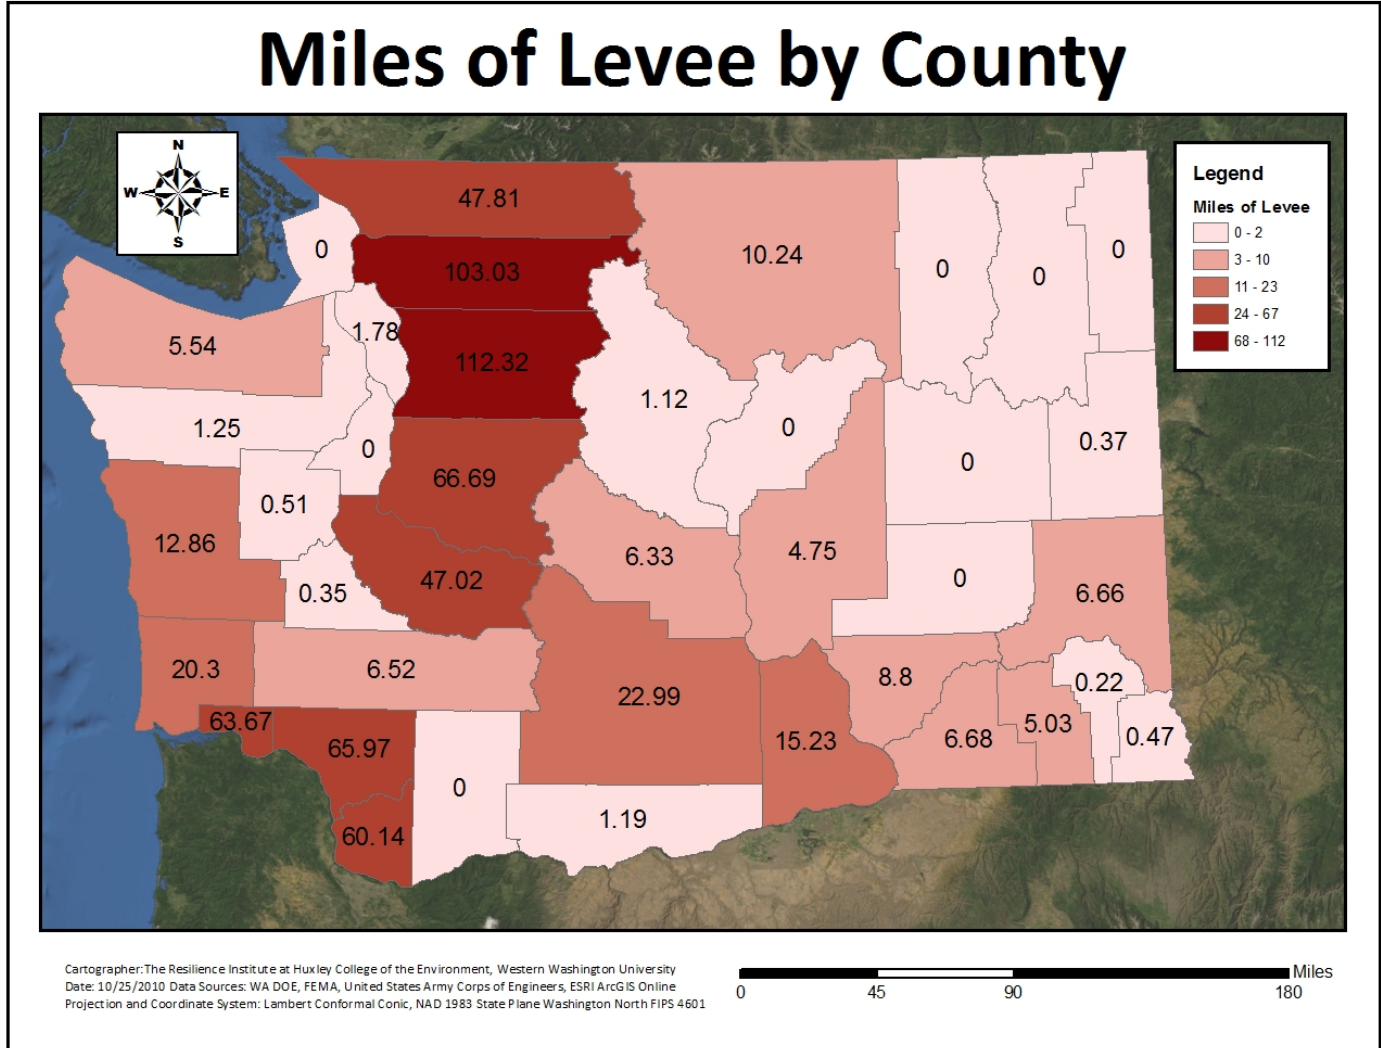 Miles of Levee by County
N
W E
S
Legend
Miles of Levee
0 - 2
3 - 10
11 - 23
24 - 67
68 - 112
47.81
0
103.03
10.24
0
0
0
5.54
1.78
112.32
1.12
1.25
0
66.69
0
0
0.37
0.51
12.86
6.33
4.75
0.35
47.02
0
6.66
20.3
6.52
22.99
8.8
0.22
63.67
65.97
15.23
6.68
5.03
0.47
0
1.19
60.14
Cartographer:The Resilience Institute at Huxley College of the Environment, Western Washington University
Date: 10/25/2010 Data Sources: WA DOE, FEMA, United States Army Corps of Engineers, ESRI ArcGIS Online
Projection and Coordinate System: Lambert Conformal Conic, NAD 1983 State Plane Washington North FIPS 4601
Miles
0 45 90 180